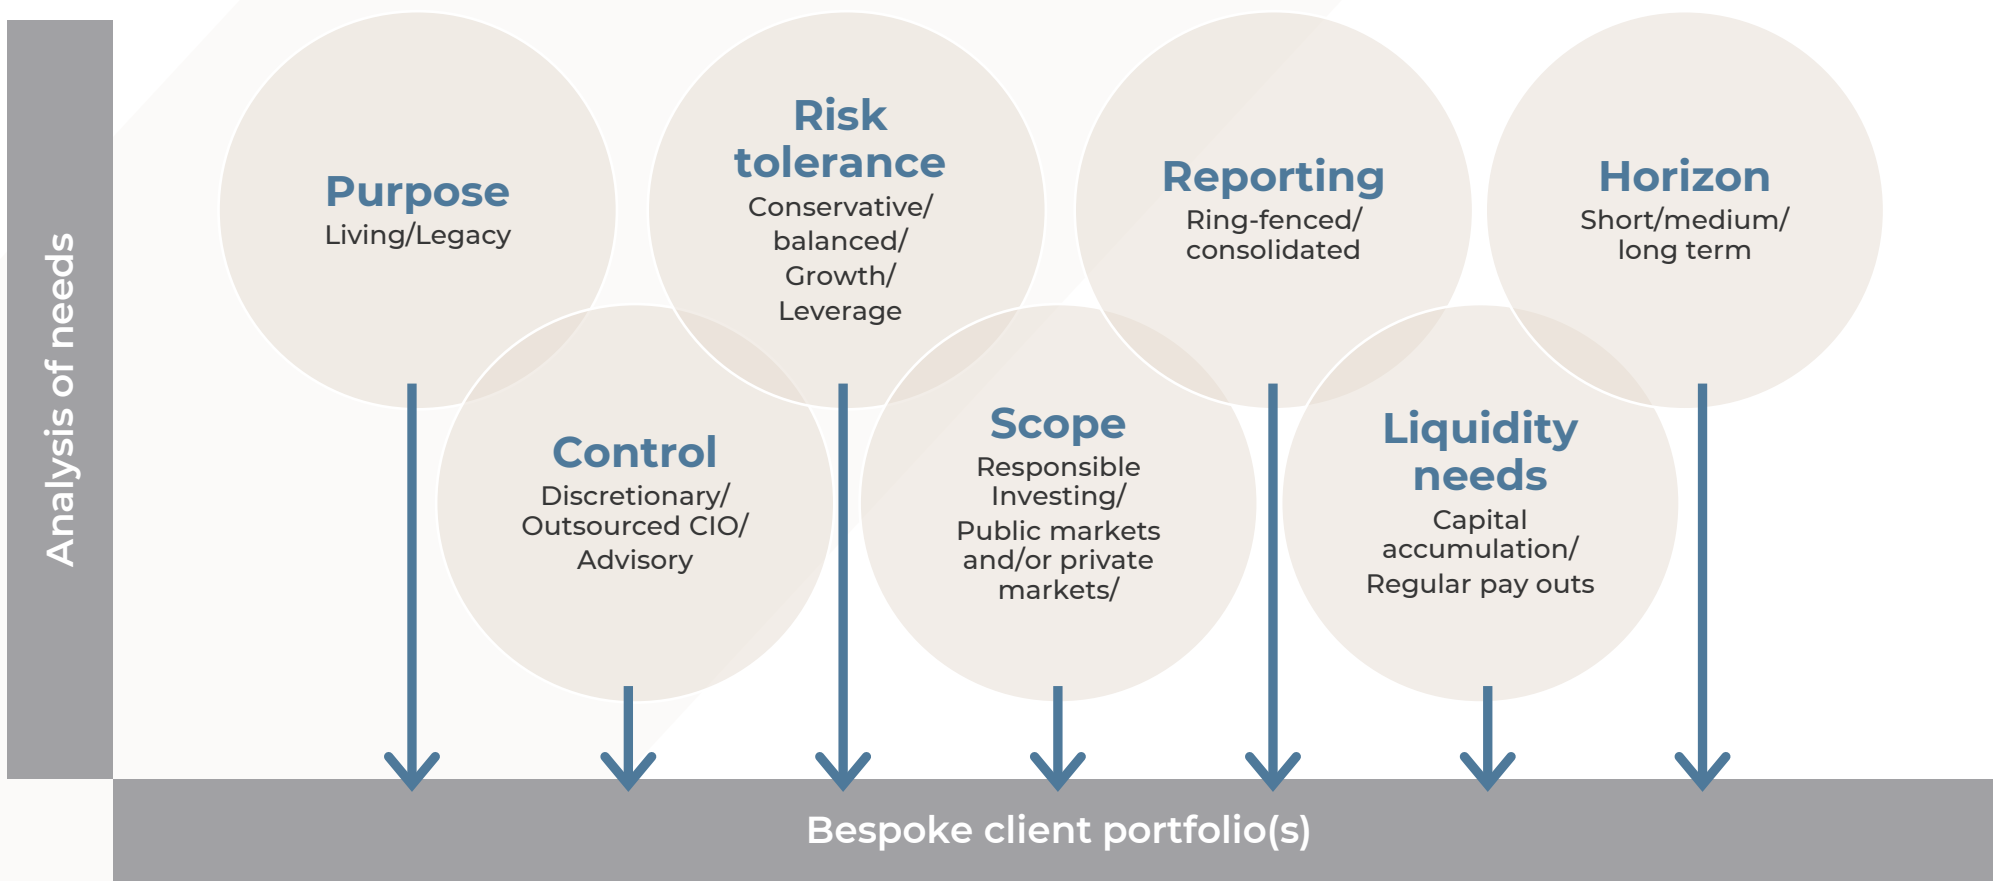 Analysis of needs
Purpose
Living/Legacy
Risk
tolerance
Conservative/
balanced/
Growth/
Leverage
Reporting
Ring-fenced/
consolidated
Horizon
Short/medium/
long term
Control
Discretionary/
Outsourced CIO/
Advisory
Scope
Responsible
Investing/
Public markets
and/or private
markets/
Liquidity
needs
Capital
accumulation/
Regular pay outs
Bespoke client portfolio(s)